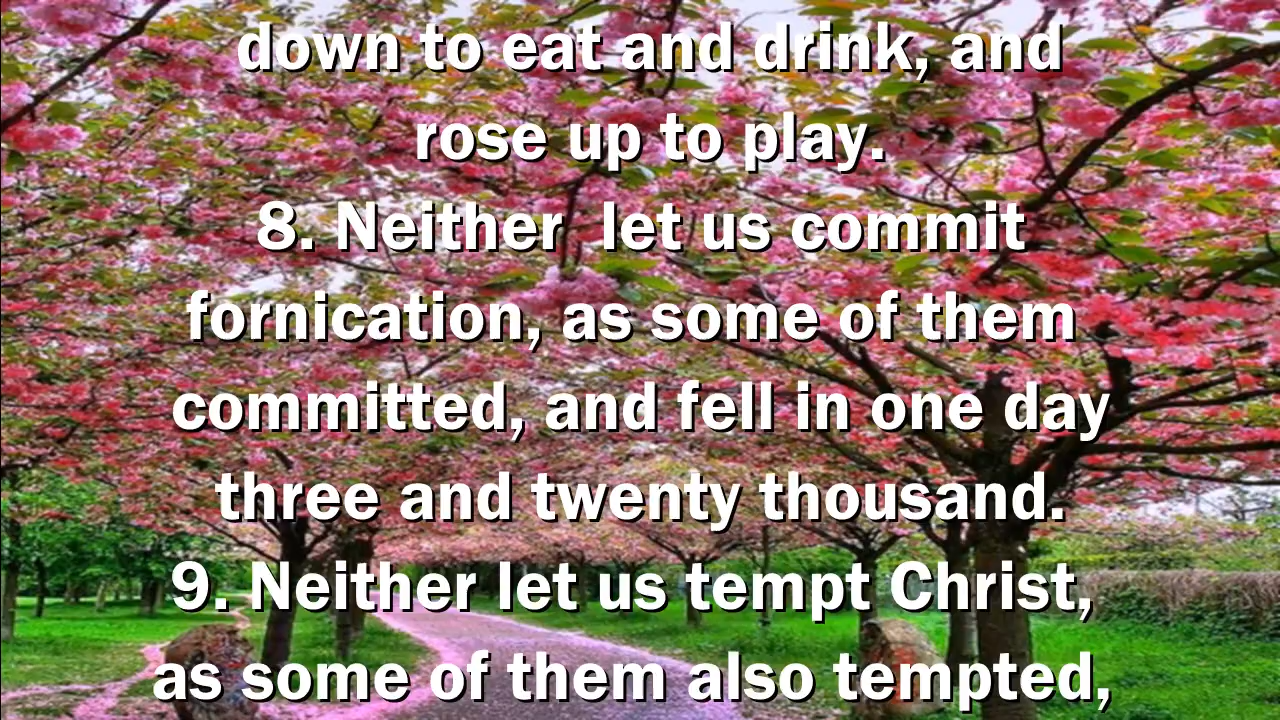 down to eat and drink, and
rose up to play.
8. Neither  let us commit
fornication, as some of them
committed, and fell in one day
three and twenty thousand.
9. Neither let us tempt Christ,
as some of them also tempted,